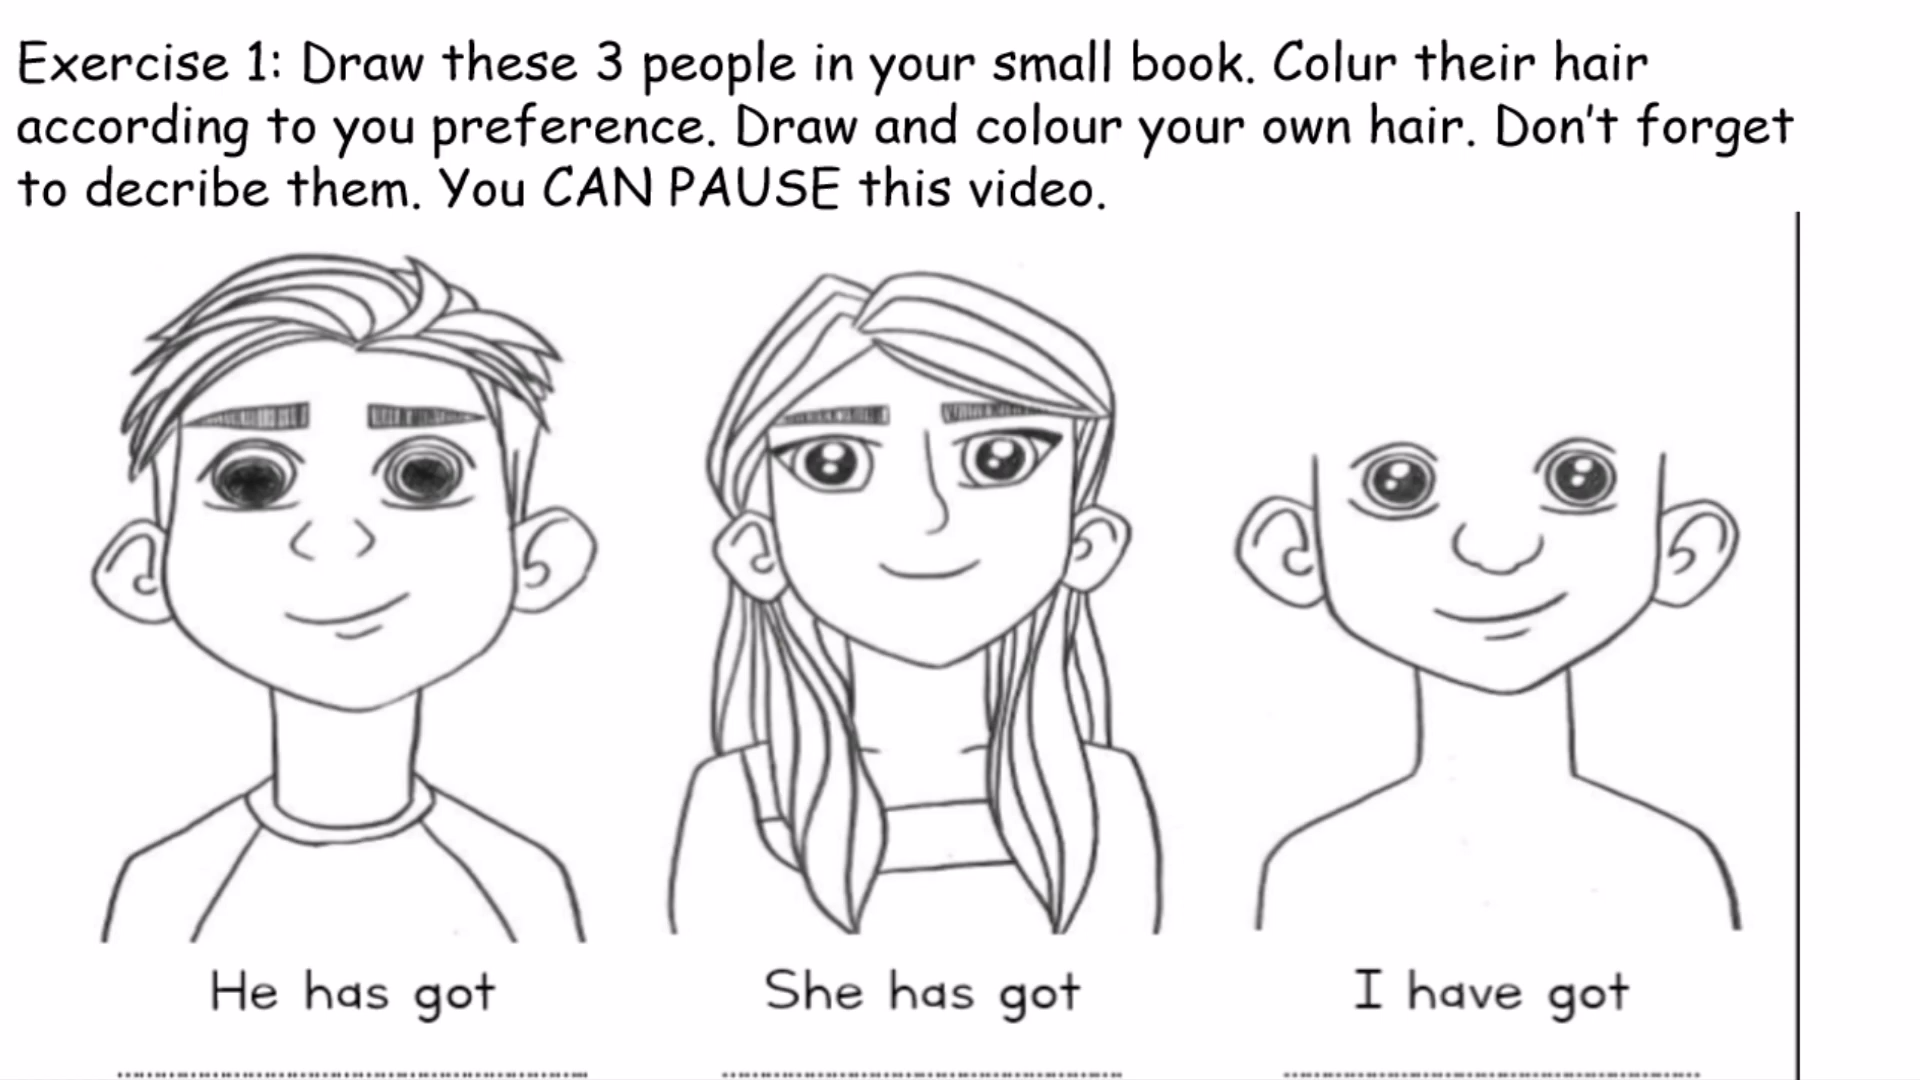 Exercise 1: Draw these 3 people in your small book. Colur their hair
according to you preference. Draw and colour your own hair. Don't forget
to decribe them. You CAN PAUSE this video.
He has got
She has got
I have got